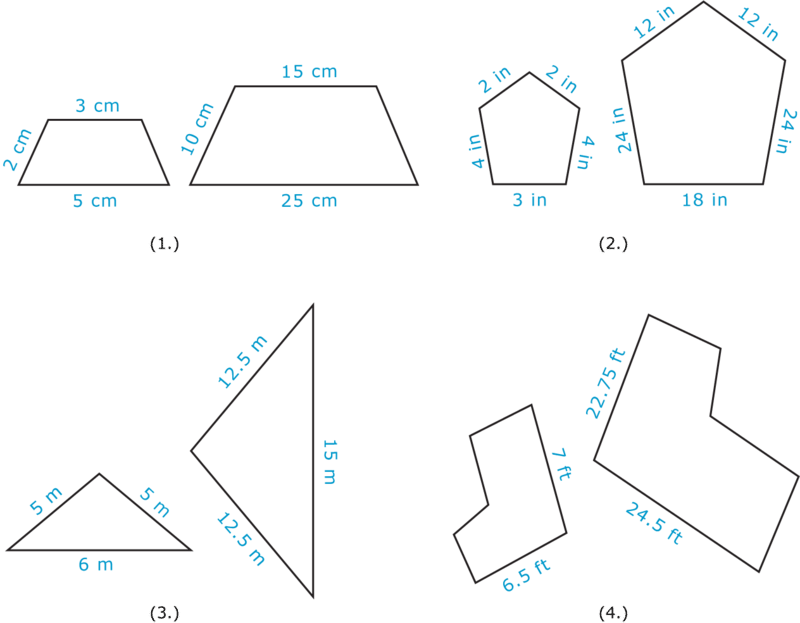 3 cm
2 cm
5 cm
15 cm
10 cm
25 cm
(1.)
2 in
2 in
4 in
4 in
3 in
12 in
12 in
24 in
24 in
18 in
(2.)
5 m
5 m
6 m
12.5 m
15 m
12.5 m
(3.)
7 ft
6.5 ft
22.75 ft
24.5 ft
(4.)